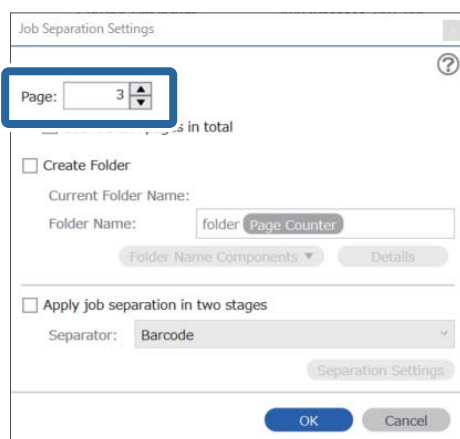 Job Separation Settings
?
Page: 3
pages in total
Create Folder
Current Folder Name:
Folder Name: folder Page Counter
Folder Name Components ▼ Details
Apply job separation in two stages
Separator: Barcode
Separation Settings
OK Cancel